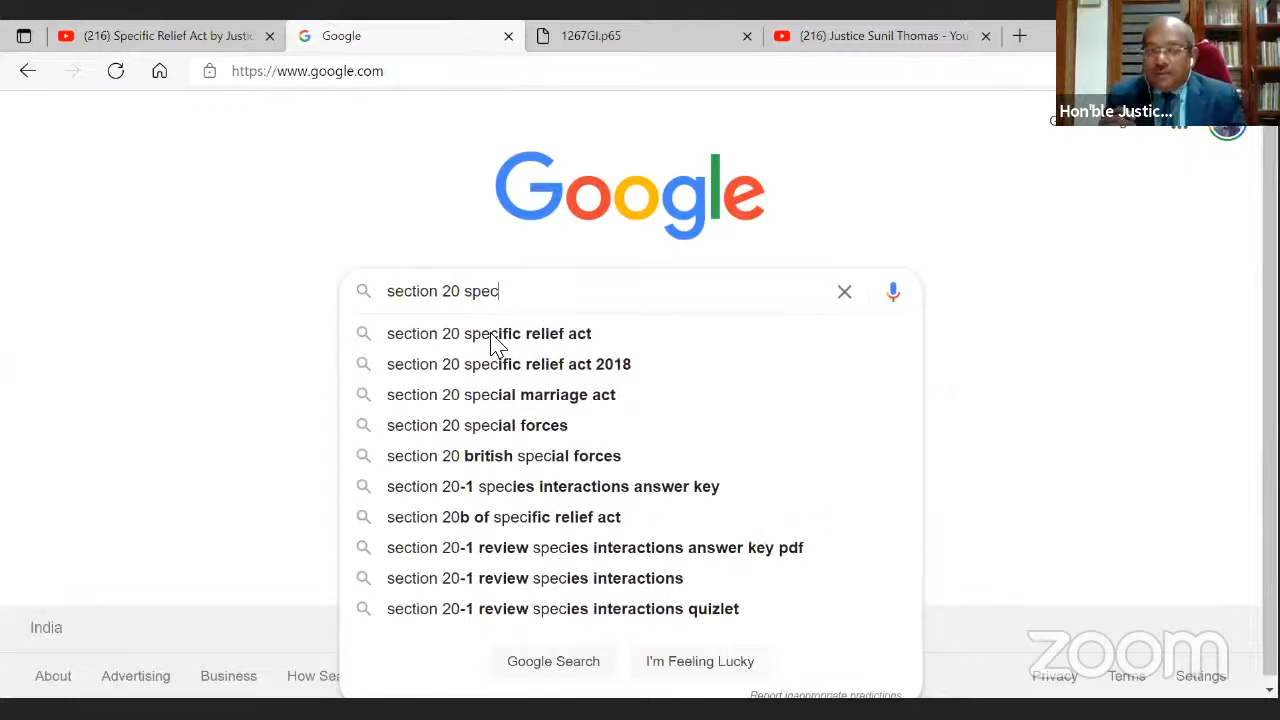 (216) Specific Relief Act by Justic
Google
1267GI.p65
(216) Justice Sunil Thomas - You
https://www.google.com
Hon'ble Justic...
Google
section 20 spec
section 20 specific relief act
section 20 specific relief act 2018
section 20 special marriage act
section 20 special forces
section 20 british special forces
section 20-1 species interactions answer key
section 20b of specific relief act
section 20-1 review species interactions answer key pdf
section 20-1 review species interactions
section 20-1 review species interactions quizlet
India
Google Search
I'm Feeling Lucky
zoom
About
Advertising
Business
How Sea
Privacy
Terms
Settings
Report inappropriate predictions